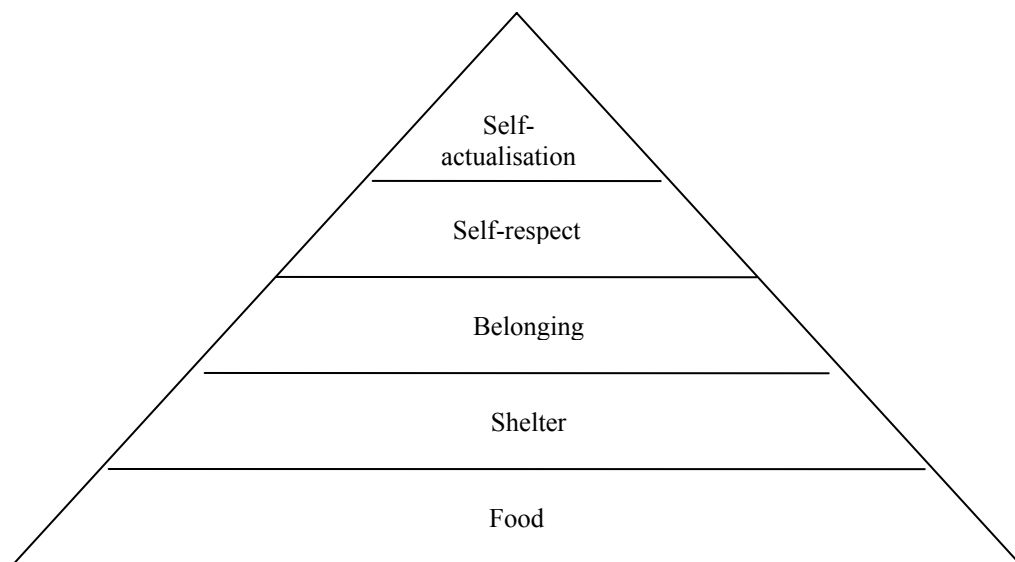 Self-
actualisation
Self-respect
Belonging
Shelter
Food